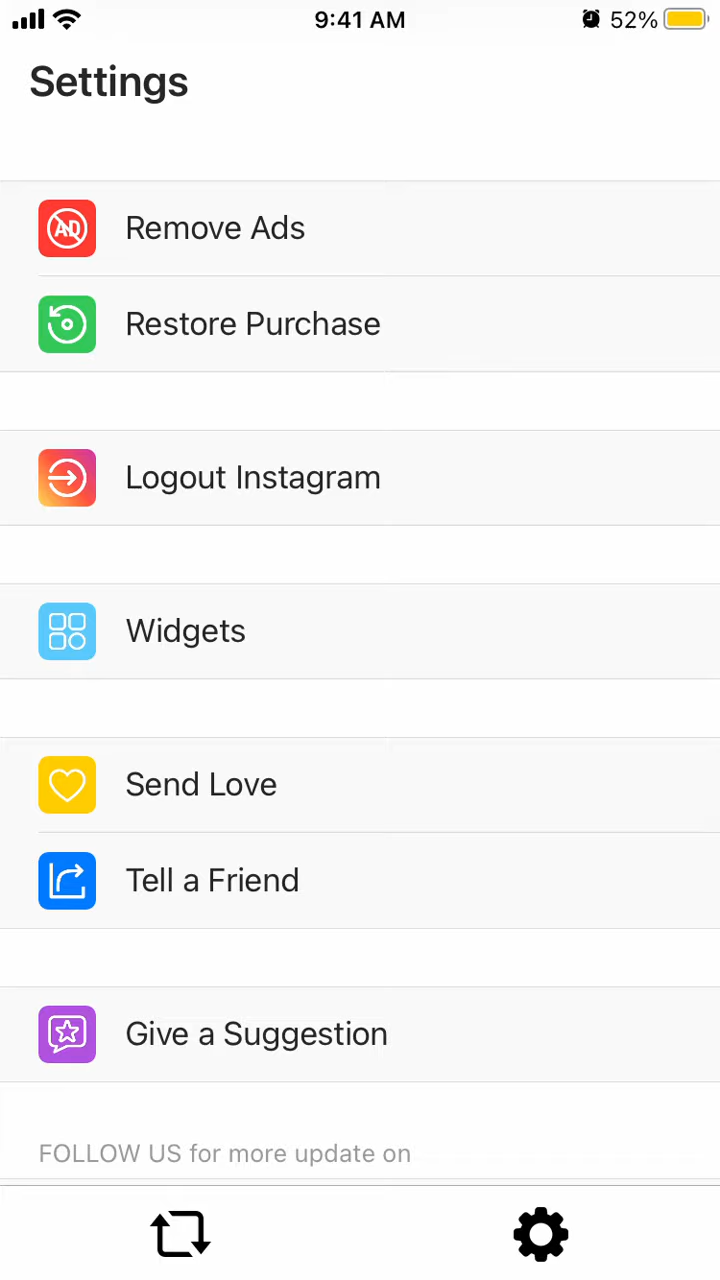 9:41 AM
52%
Settings
AD
Remove Ads
Restore Purchase
Logout Instagram
Widgets
Send Love
Tell a Friend
Give a Suggestion
FOLLOW US for more update on